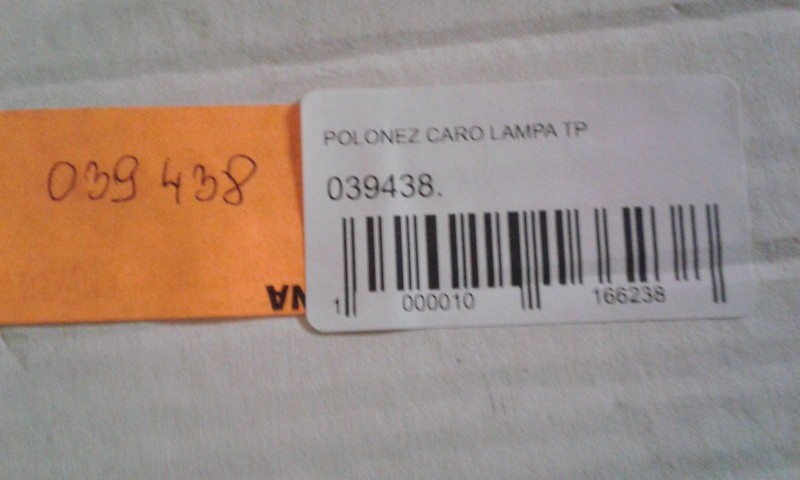 039 438
POLONEZ CARO LAMPA TP
039438.
1 000010 166238